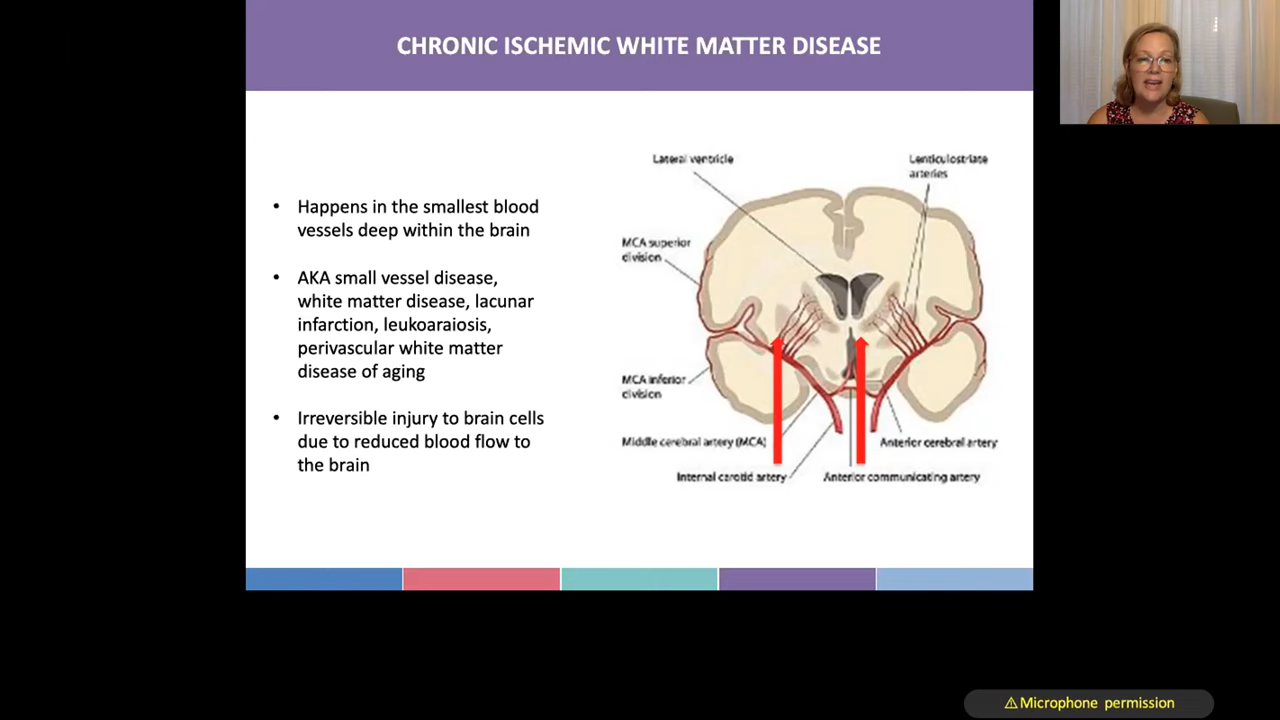 CHRONIC ISCHEMIC WHITE MATTER DISEASE
• Happens in the smallest blood
vessels deep within the brain
• AKA small vessel disease,
white matter disease, lacunar
infarction, leukoaraiosis,
perivascular white matter
disease of aging
• Irreversible injury to brain cells
due to reduced blood flow to
the brain
Lateral ventricle
Lenticulostriate
arteries
MCA superior
division
MCA inferior
division
Middle cerebral artery (MCA)
Anterior cerebral artery
Internal carotid artery
Anterior communicating artery
⚠Microphone permission